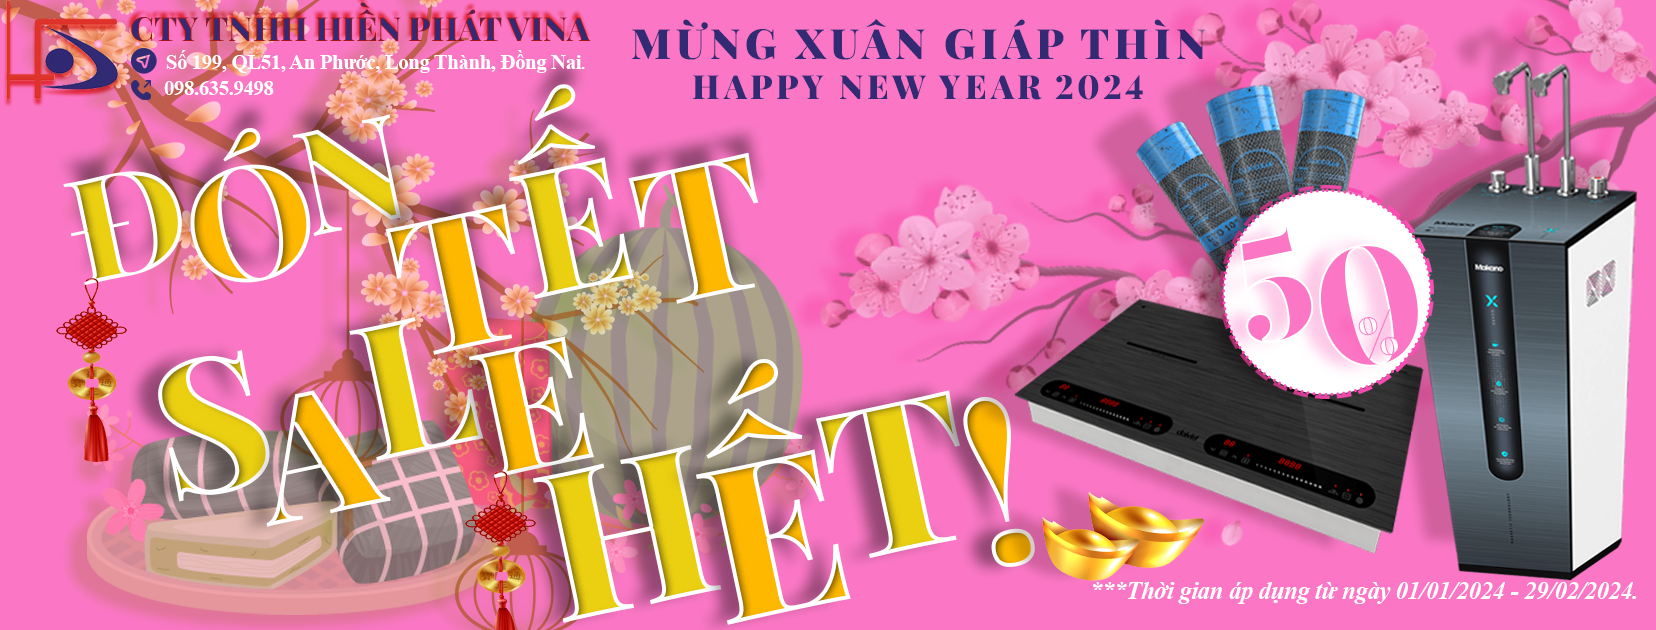 CTY TNHH HIỀN PHÁT VINA
Số 199, QL51, An Phước, Long Thành, Đồng Nai.
098.635.9498
MỪNG XUÂN GIÁP THÌN
HAPPY NEW YEAR 2024
ĐÓN
TẾT
SALE
HẾT!
50%
Makano
***Thời gian áp dụng từ ngày 01/01/2024 - 29/02/2024.